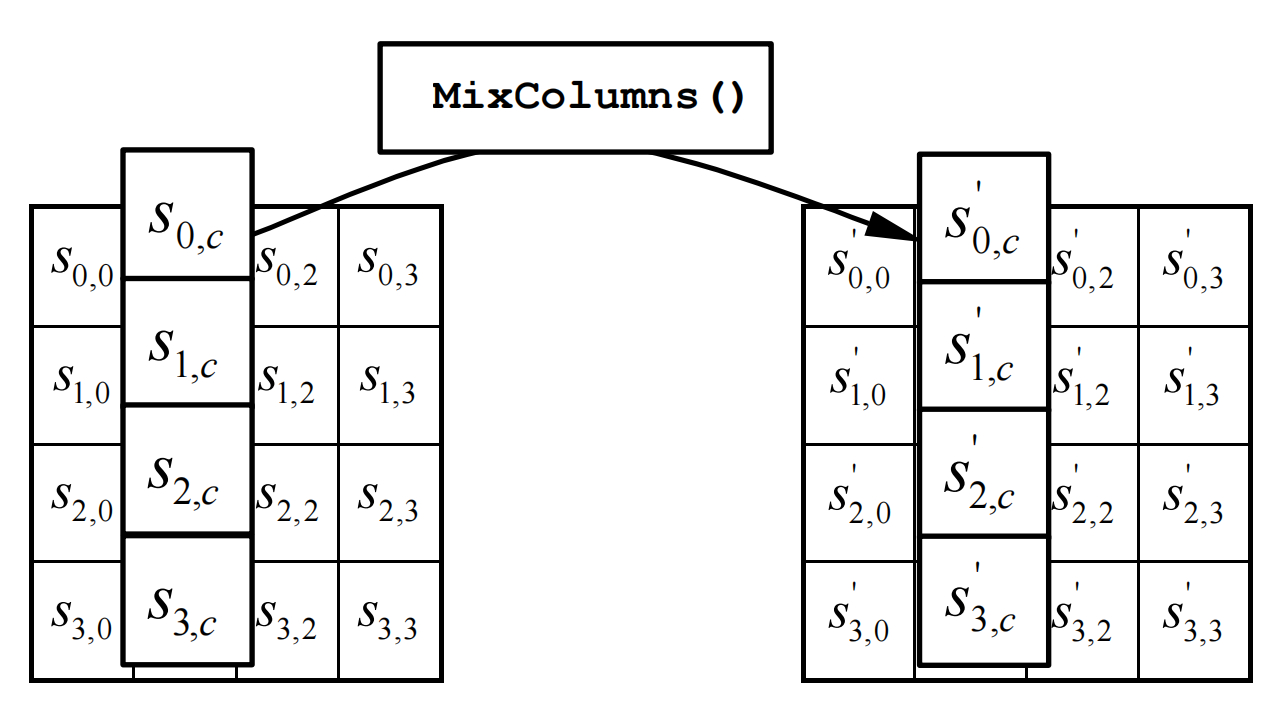 MixColumns()
s0,c s'0,c
s0,0 s0,2 s0,3 s'0,0 s'0,2 s'0,3
s1,c s'1,c
s1,0 s1,2 s1,3 s'1,0 s'1,2 s'1,3
s2,c s'2,c
s2,0 s2,2 s2,3 s'2,0 s'2,2 s'2,3
s3,c s'3,c
s3,0 s3,2 s3,3 s'3,0 s'3,2 s'3,3